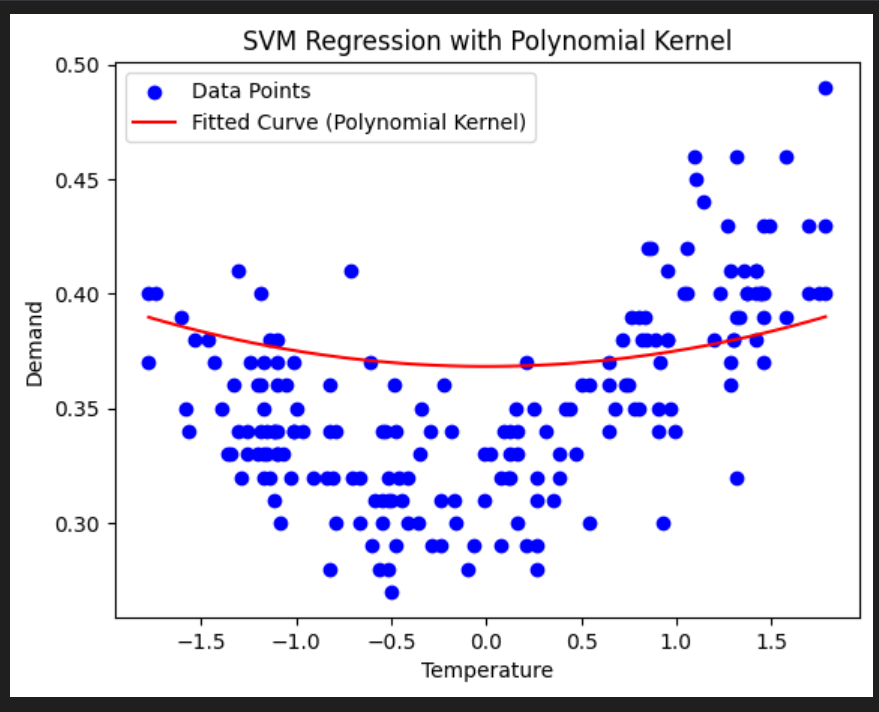 SVM Regression with Polynomial Kernel
0.50
Data Points
Fitted Curve (Polynomial Kernel)
0.45
0.40
Demand
0.35
0.30
−1.5 −1.0 −0.5 0.0 0.5 1.0 1.5
Temperature